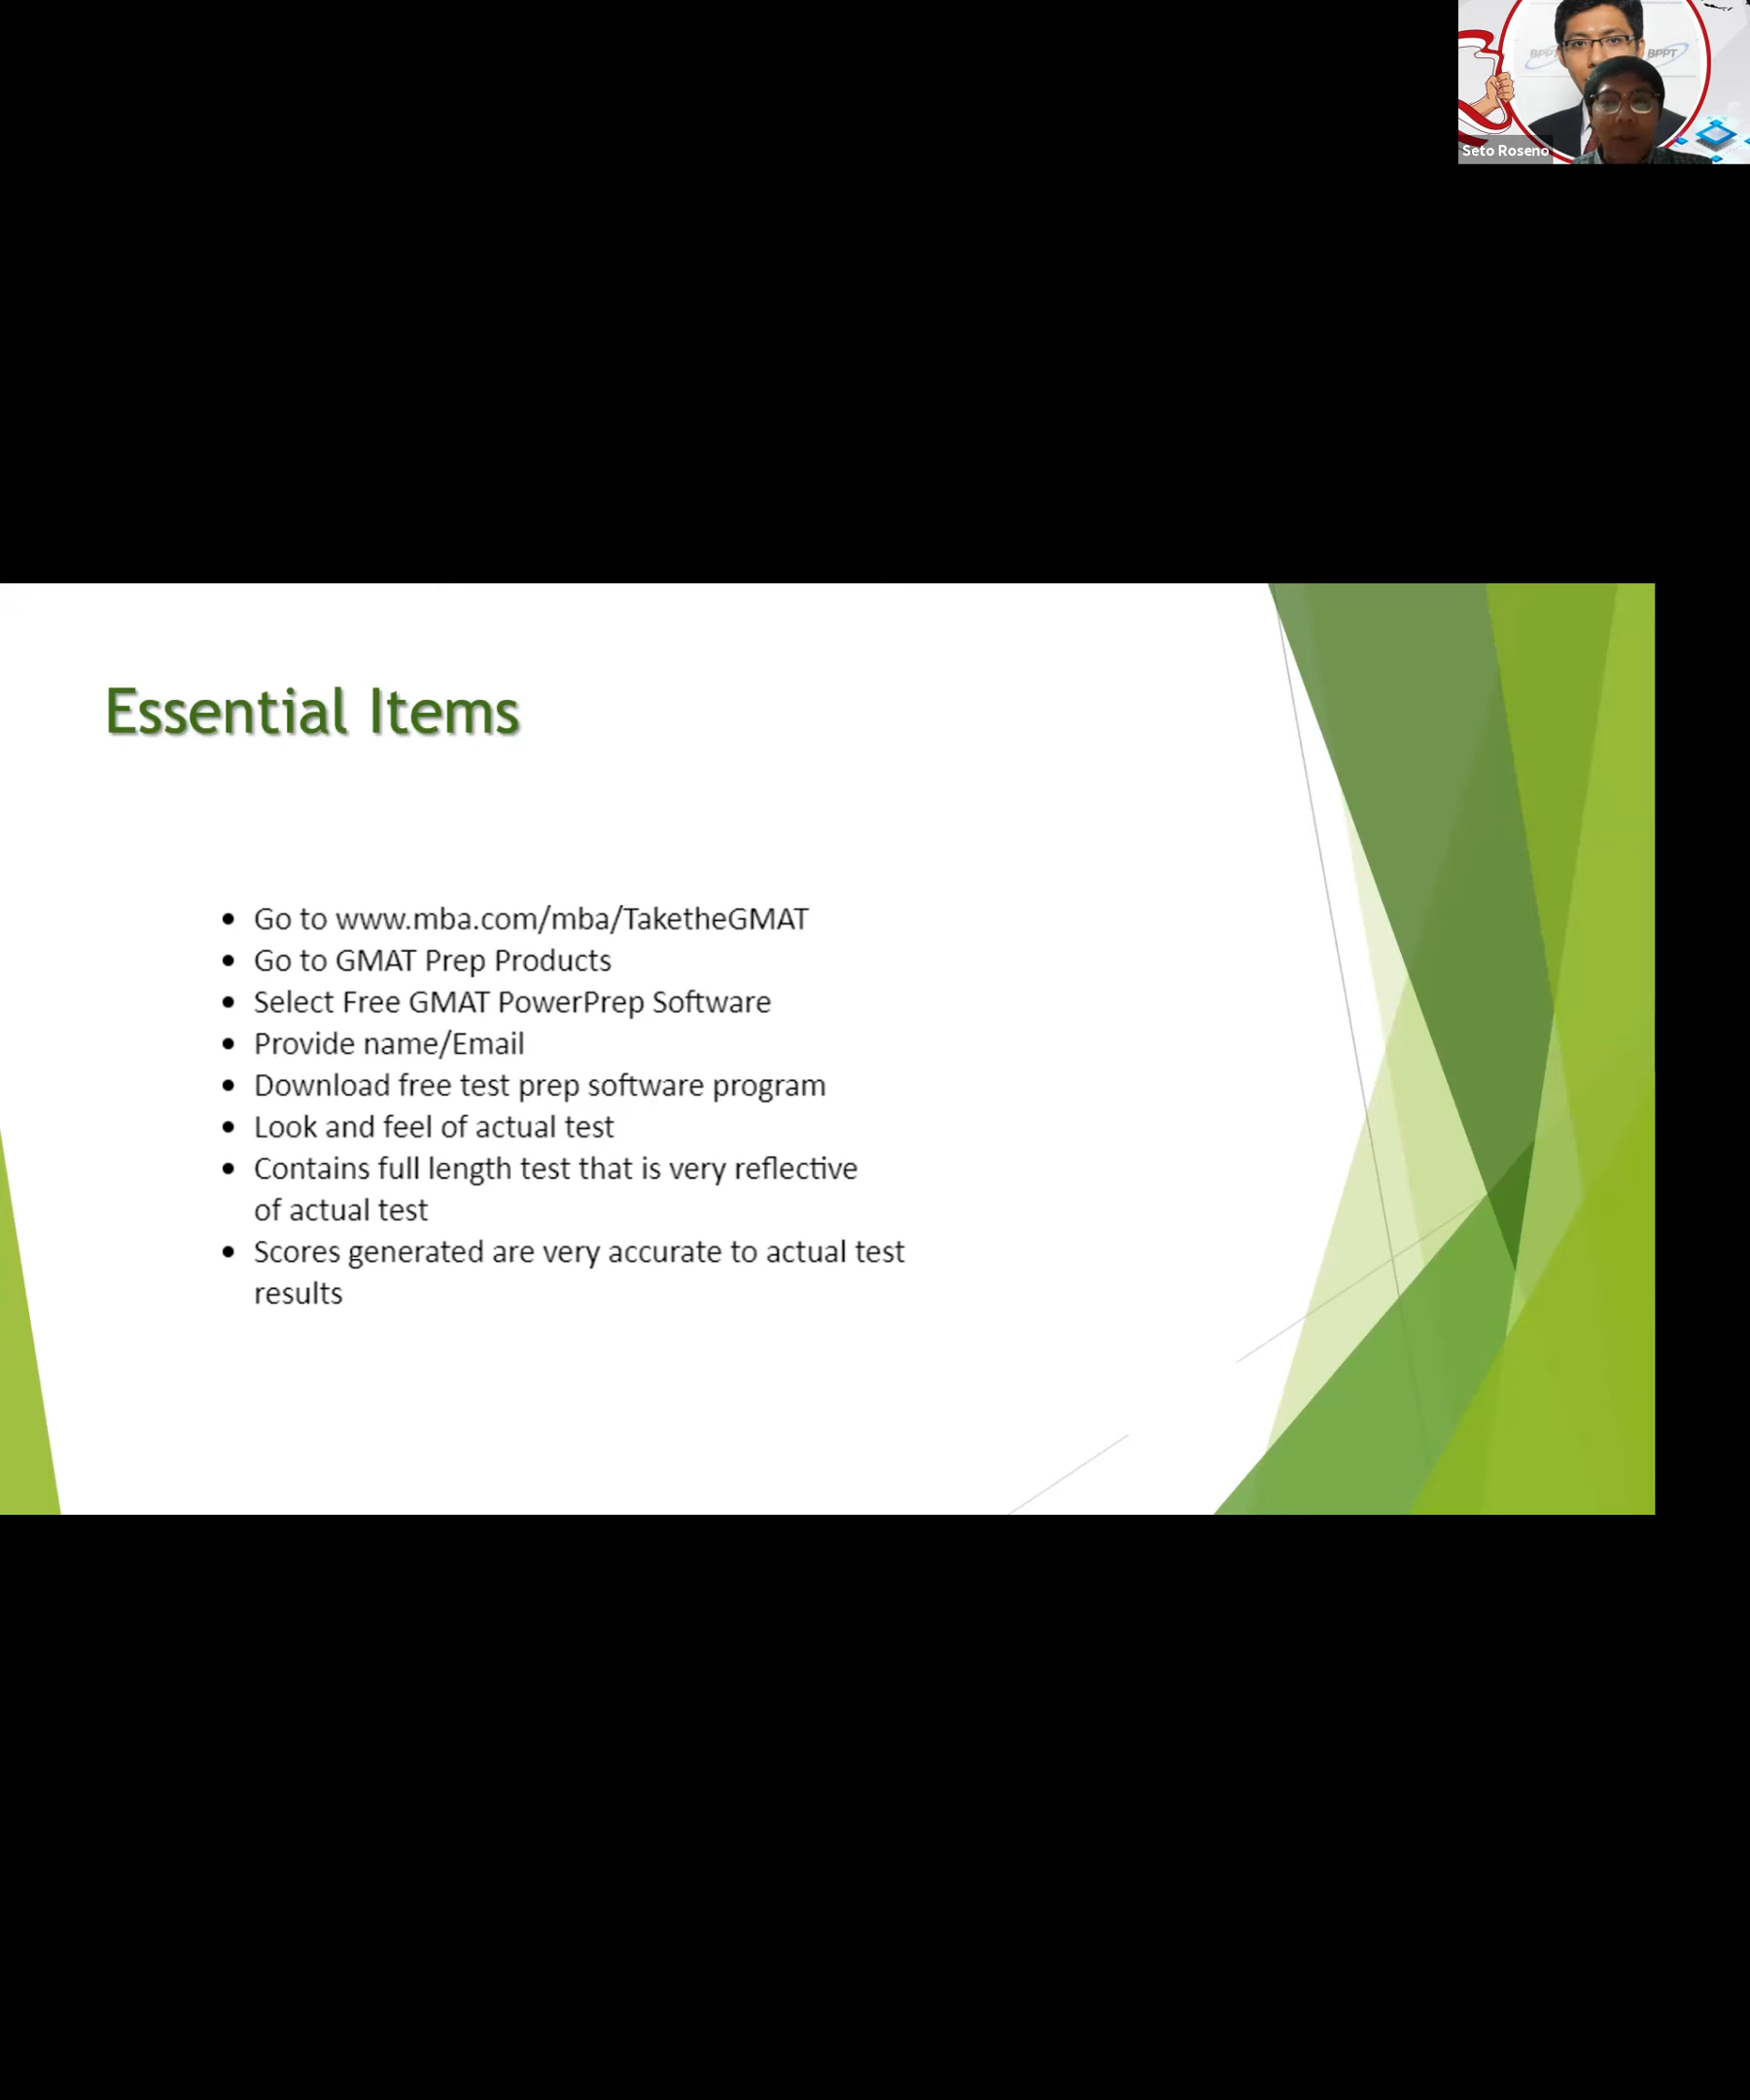 BPPT
BPPT
Seto Roseno
Essential Items
• Go to www.mba.com/mba/TaketheGMAT
• Go to GMAT Prep Products
• Select Free GMAT PowerPrep Software
• Provide name/Email
• Download free test prep software program
• Look and feel of actual test
• Contains full length test that is very reflective
of actual test
• Scores generated are very accurate to actual test
results